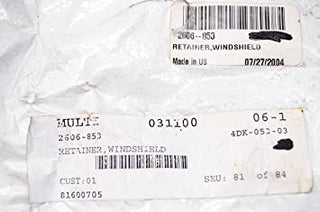 2606-853
RETAINER,WINDSHIELD
Made in US 07/27/2004
MULTI 031100 06-1
2606-853 4DK-053-03
RETAINER,WINDSHIELD
CUST:01 SKU: 81 of 84
81600705